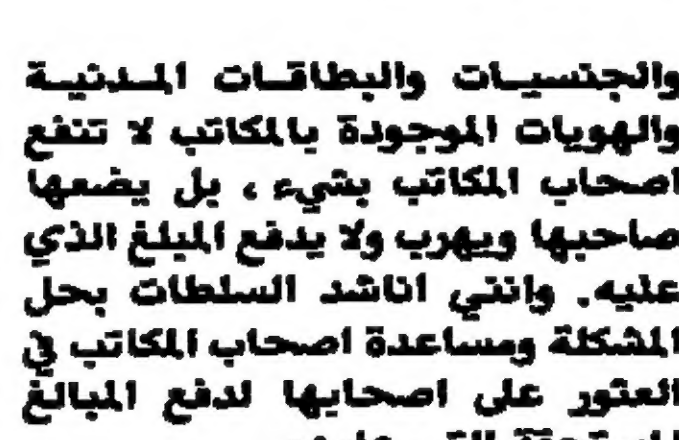 والجنسيات والبطاقات المدنية
والهويات الموجودة بالمكاتب لا تنفع
اصحاب المكاتب بشيء ، بل يضعها
صاحبها ويهرب ولا يدفع المبلغ الذي
عليه. وانني اناشد السلطات بحل
المشكلة ومساعدة اصحاب المكاتب في
العثور على اصحابها لدفع المبالغ